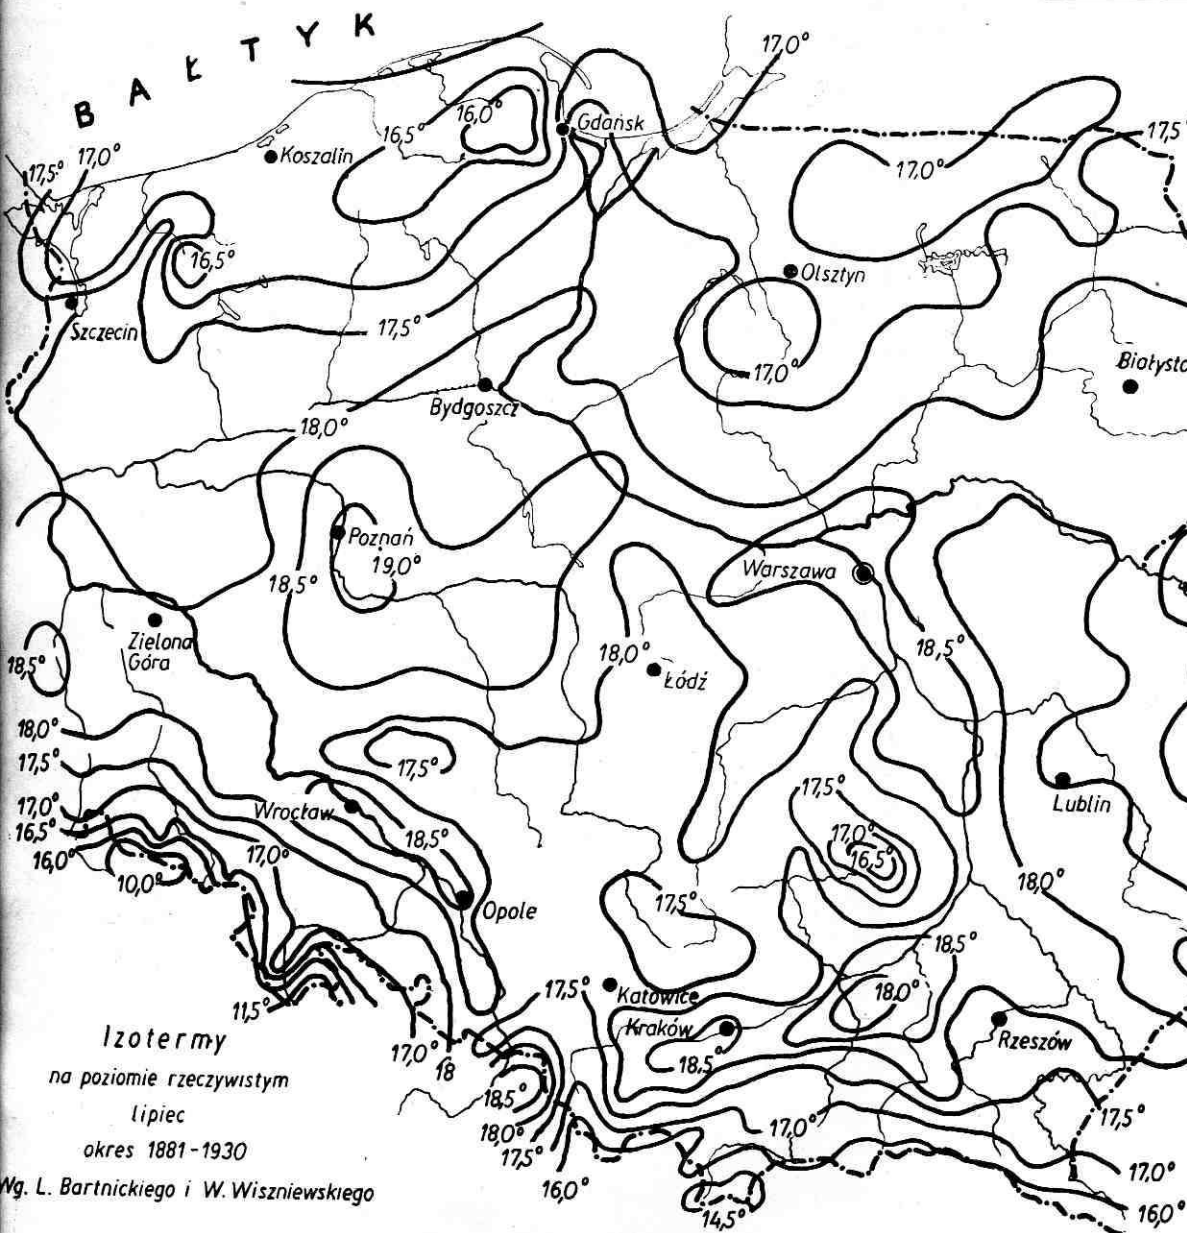 BAŁTYK
17,0°
16,5°
16,0°
Gdańsk
17,5°
17,0°
Koszalin
17,0°
17,5°
16,5°
Olsztyn
Szczecin
17,5°
17,0°
Bydgoszcz
18,0°
Poznań
19,0°
18,5°
Warszawa
Zielona
Góra
18,5°
18,0°
Łódź
18,5°
18,0°
17,5°
17,5°
17,5°
Lublin
17,0°
16,5°
16,0°
Wrocław
18,5°
17,0°
10,0°
17,0°
16,5°
18,0°
17,5°
Opole
18,5°
11,5°
17,5°
Katowice
18,0°
Kraków
Rzeszów
18,5°
17,0°
18
18,5°
18,0°
17,5°
16,0°
17,0°
17,5°
17,0°
16,0°
14,5°
Izotermy
na poziomie rzeczywistym
lipiec
okres 1881-1930
Wg. L. Bartnickiego i W. Wiszniewskiego